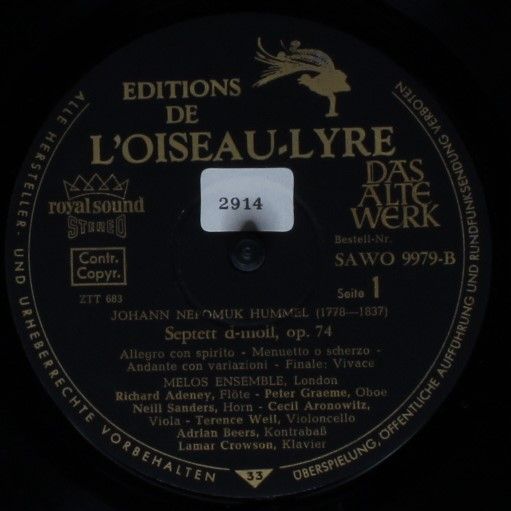 EDITIONS
DE
L'OISEAU-LYRE
DAS
ALTE
WERK
royal sound
STEREO
2914
Bestell-Nr.
SAWO 9979-B
Contr.
Copyr.
Seite 1
ZTT 683
JOHANN NEPOMUK HUMMEL (1778—1837)
Septett d-moll, op. 74
Allegro con spirito - Menuetto o scherzo -
Andante con variazioni - Finale: Vivace
MELOS ENSEMBLE, London
Richard Adeney, Flöte - Peter Graeme, Oboe
Neill Sanders, Horn - Cecil Aronowitz,
Viola - Terence Weil, Violoncello
Adrian Beers, Kontrabaß
Lamar Crowson, Klavier
33
ALLE HERSTELLER UND URHEBERRECHTE VORBEHALTEN
ÜBERSPIELUNG, ÖFFENTLICHE AUFFÜHRUNG UND RUNDFUNKSENDUNG VERBOTEN